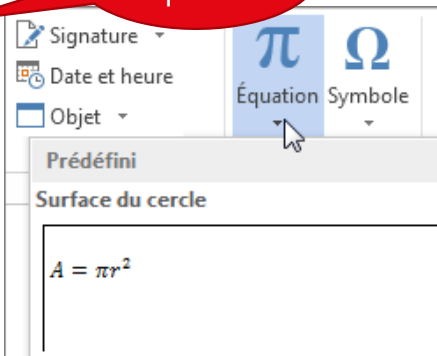 Signature
Date et heure
Objet
π
Équation
Ω
Symbole
Prédéfini
Surface du cercle
A = πr²